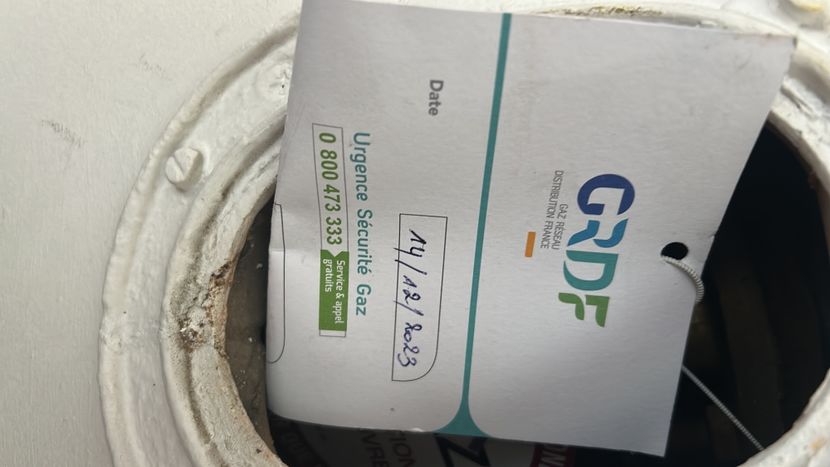 GRDF
GAZ RÉSEAU
DISTRIBUTION FRANCE
Date
14/12/2023
Urgence Sécurité Gaz
0 800 473 333
Service & appel
gratuits